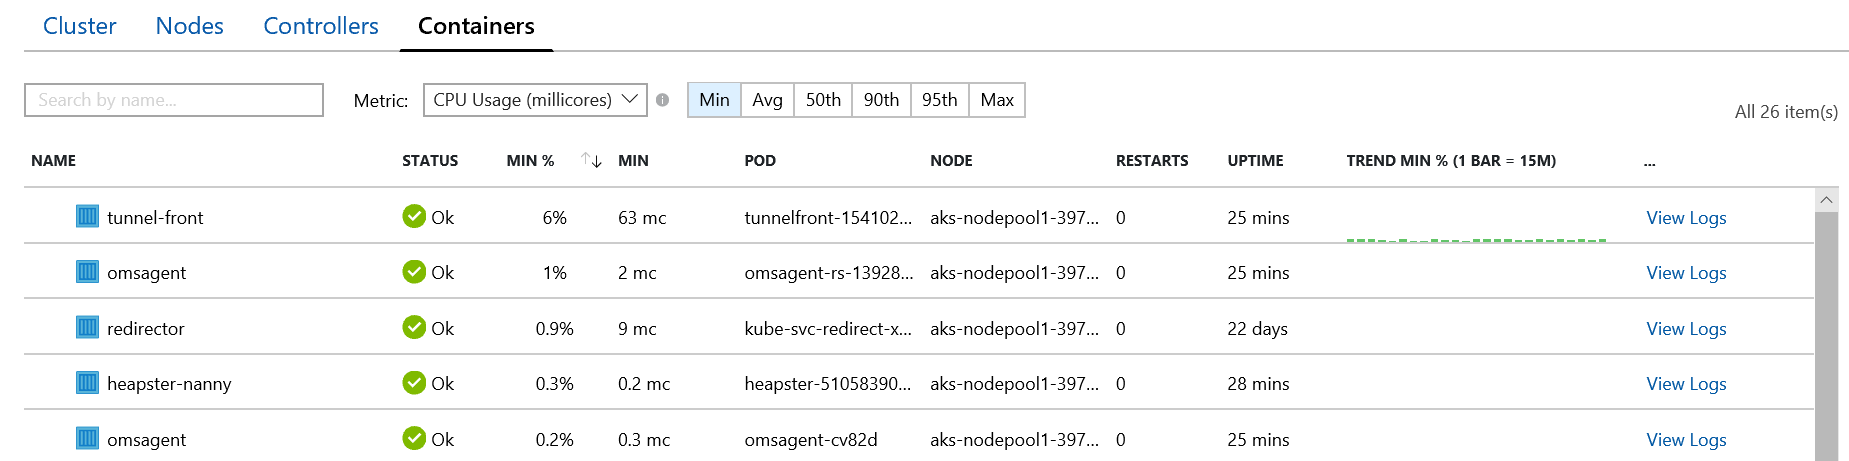 Cluster Nodes Controllers Containers
Search by name... Metric: CPU Usage (millicores) Min Avg 50th 90th 95th Max
All 26 item(s)
NAME STATUS MIN % MIN POD NODE RESTARTS UPTIME TREND MIN % (1 BAR = 15M) ...
tunnel-front Ok 6% 63 mc tunnelfront-154102... aks-nodepool1-397... 0 25 mins View Logs
omsagent Ok 1% 2 mc omsagent-rs-13928... aks-nodepool1-397... 0 25 mins View Logs
redirector Ok 0.9% 9 mc kube-svc-redirect-x... aks-nodepool1-397... 0 22 days View Logs
heapster-nanny Ok 0.3% 0.2 mc heapster-51058390... aks-nodepool1-397... 0 28 mins View Logs
omsagent Ok 0.2% 0.3 mc omsagent-cv82d aks-nodepool1-397... 0 25 mins View Logs